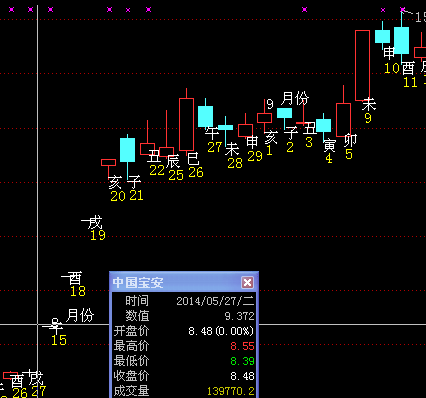 15
申
10
酉
11
未
9
9 月份
午
27
未
28
申
29
亥
1
子
2
丑
3
寅
4
卯
5
丑
22
辰
25
巳
26
亥
20
子
21
戌
19
酉
18
8 月份
午
15
酉
26
戌
27
中国宝安
时间 2014/05/27/二
数值 9.372
开盘价 8.48(0.00%)
最高价 8.55
最低价 8.39
收盘价 8.48
成交量 139770.2